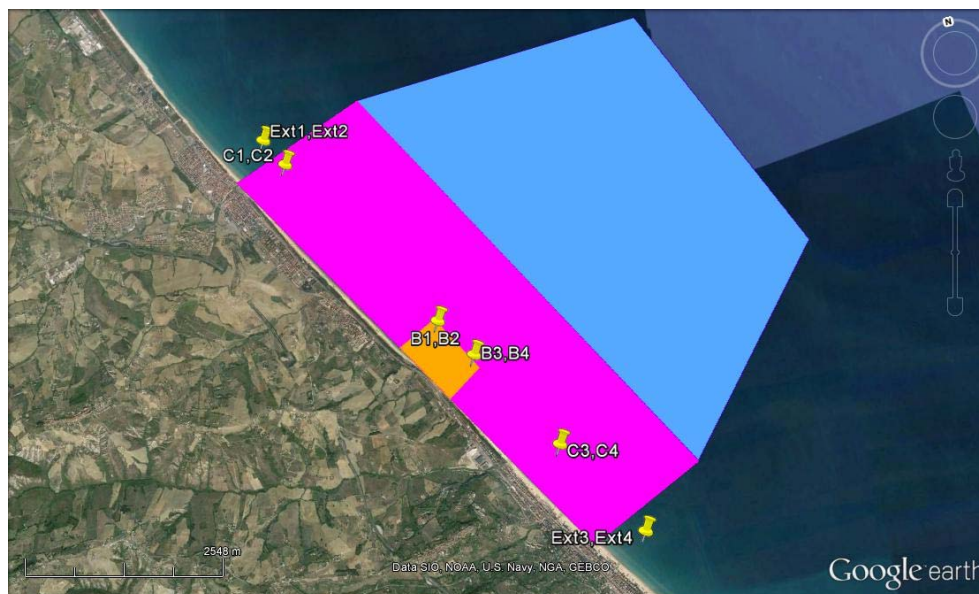 N
Ext1,Ext2
C1,C2
B1,B2
B3,B4
C3,C4
Ext3,Ext4
2548 m
Data SIO, NOAA, U.S. Navy, NGA, GEBCO
Google earth